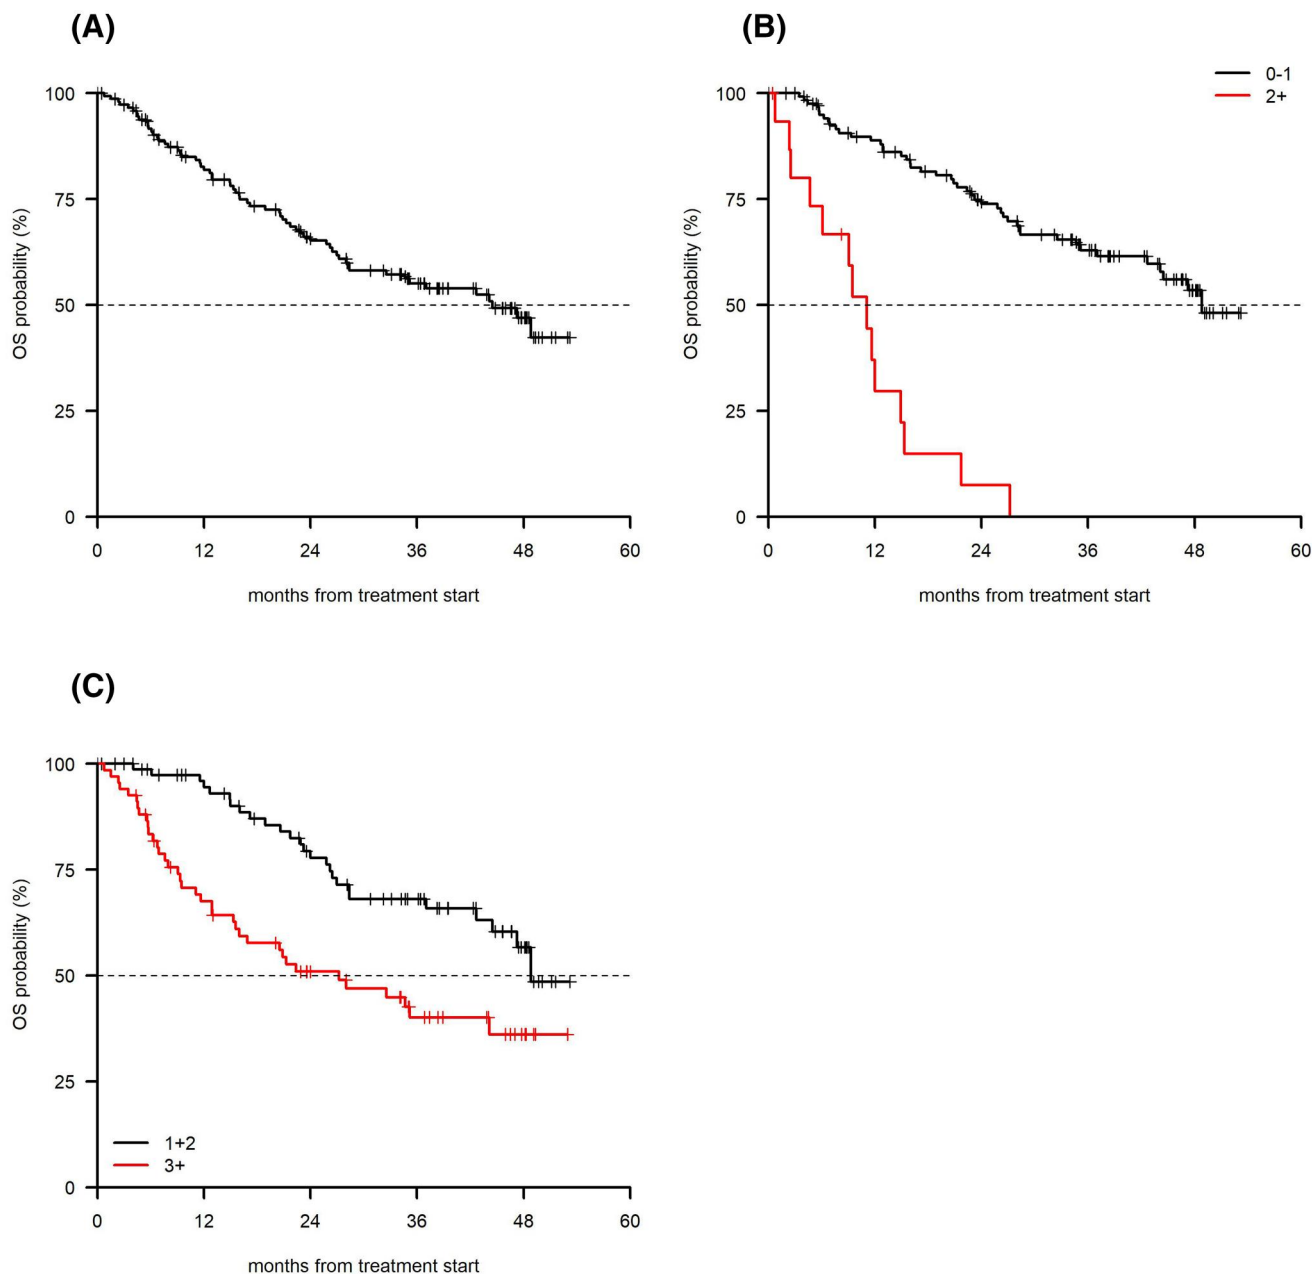 (A)
OS probability (%)
100
75
50
25
0
0 12 24 36 48 60
months from treatment start
(B)
0-1
2+
OS probability (%)
100
75
50
25
0
0 12 24 36 48 60
months from treatment start
(C)
OS probability (%)
100
75
50
25
0
1+2
3+
0 12 24 36 48 60
months from treatment start